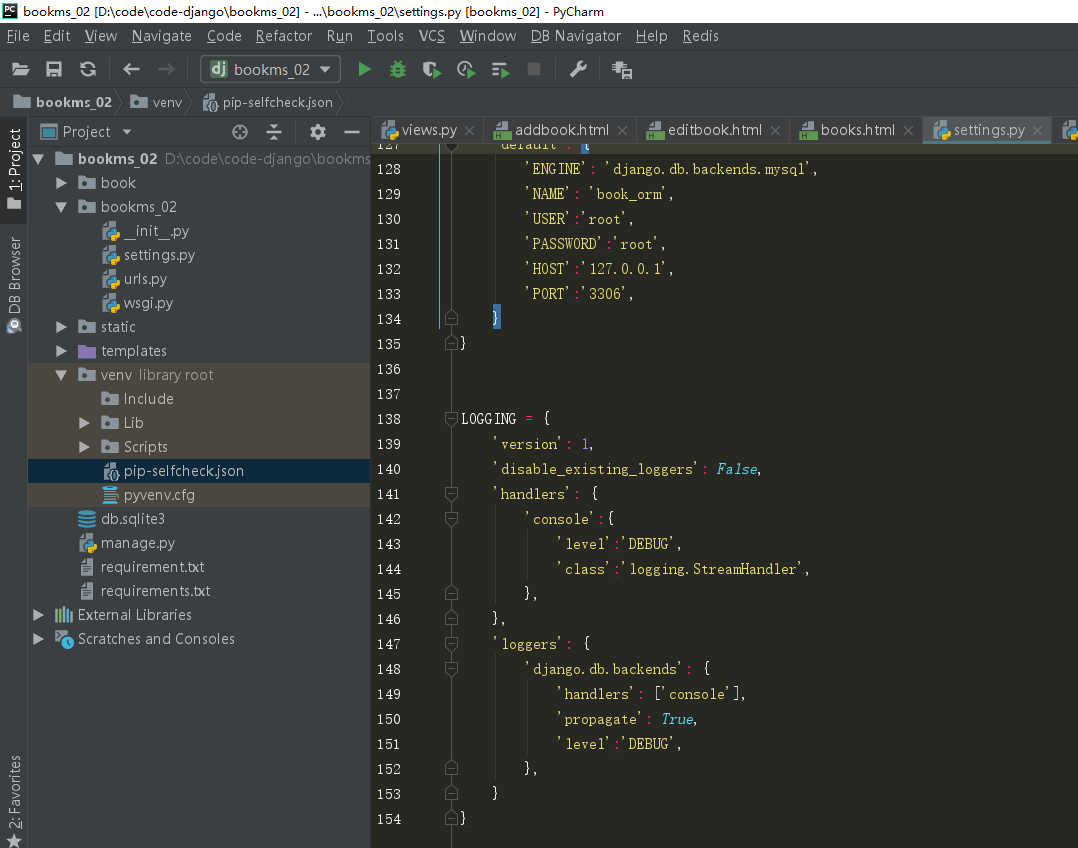 bookms_02 [D:\code\code-django\bookms_02] - ...\bookms_02\settings.py [bookms_02] - PyCharm
File Edit View Navigate Code Refactor Run Tools VCS Window DB Navigator Help Redis
dj bookms_02
bookms_02 venv pip-selfcheck.json
Project
views.py addbook.html editbook.html books.html settings.py
1: Project
DB Browser
2: Favorites
bookms_02 D:\code\code-django\bookms
book
bookms_02
__init__.py
settings.py
urls.py
wsgi.py
static
templates
venv library root
Include
Lib
Scripts
pip-selfcheck.json
pyvenv.cfg
db.sqlite3
manage.py
requirement.txt
requirements.txt
External Libraries
Scratches and Consoles
127 'default': {
128 'ENGINE': 'django.db.backends.mysql',
129 'NAME': 'book_orm',
130 'USER':'root',
131 'PASSWORD':'root',
132 'HOST':'127.0.0.1',
133 'PORT':'3306',
134 }
135 }
136
137
138 LOGGING = {
139 'version': 1,
140 'disable_existing_loggers': False,
141 'handlers': {
142 'console':{
143 'level':'DEBUG',
144 'class':'logging.StreamHandler',
145 },
146 },
147 'loggers': {
148 'django.db.backends': {
149 'handlers': ['console'],
150 'propagate': True,
151 'level':'DEBUG',
152 },
153 }
154 }